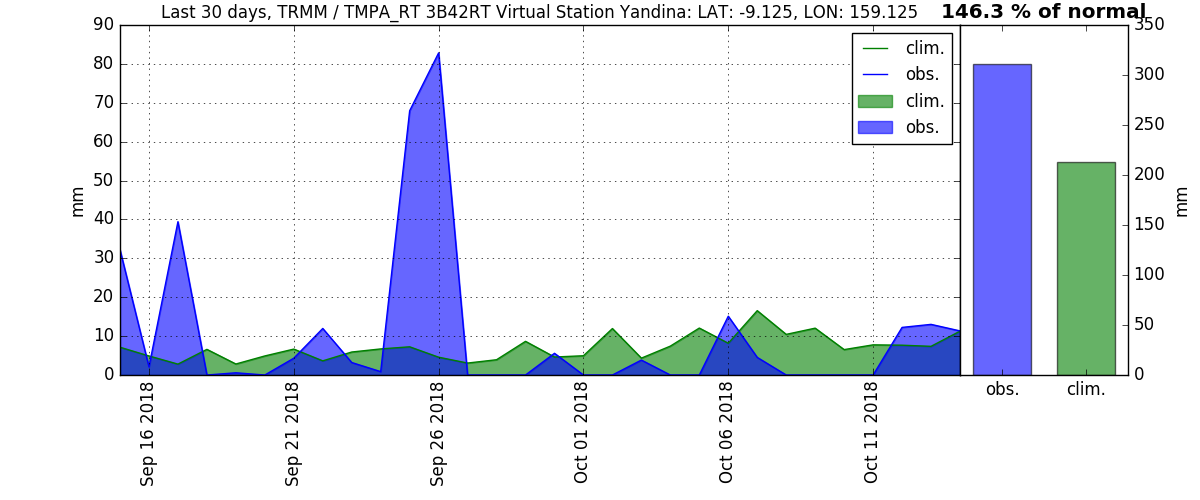 Last 30 days, TRMM / TMPA_RT 3B42RT Virtual Station Yandina: LAT: -9.125, LON: 159.125
146.3 % of normal
90
80
70
60
50
40
30
20
10
0
mm
clim.
obs.
clim.
obs.
Sep 16 2018
Sep 21 2018
Sep 26 2018
Oct 01 2018
Oct 06 2018
Oct 11 2018
350
300
250
200
150
100
50
0
mm
obs.
clim.